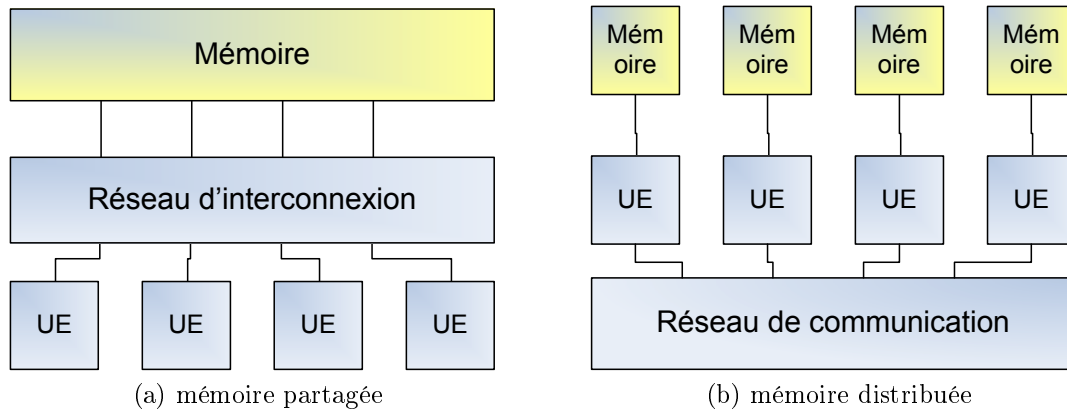 Mémoire
Réseau d'interconnexion
UE UE UE UE
(a) mémoire partagée
Mém Mém Mém Mém
oire oire oire oire
UE UE UE UE
Réseau de communication
(b) mémoire distribuée